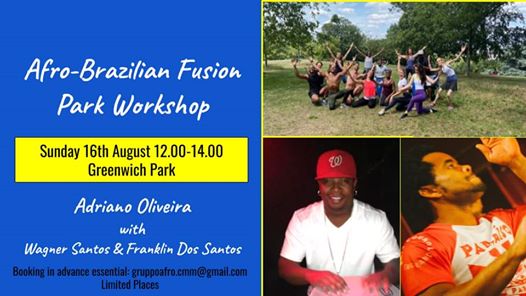 Afro-Brazilian Fusion
Park Workshop
Sunday 16th August 12.00-14.00
Greenwich Park
Adriano Oliveira
with
Wagner Santos & Franklin Dos Santos
Booking in advance essential: gruppoafro.cmm@gmail.com
Limited Places
W